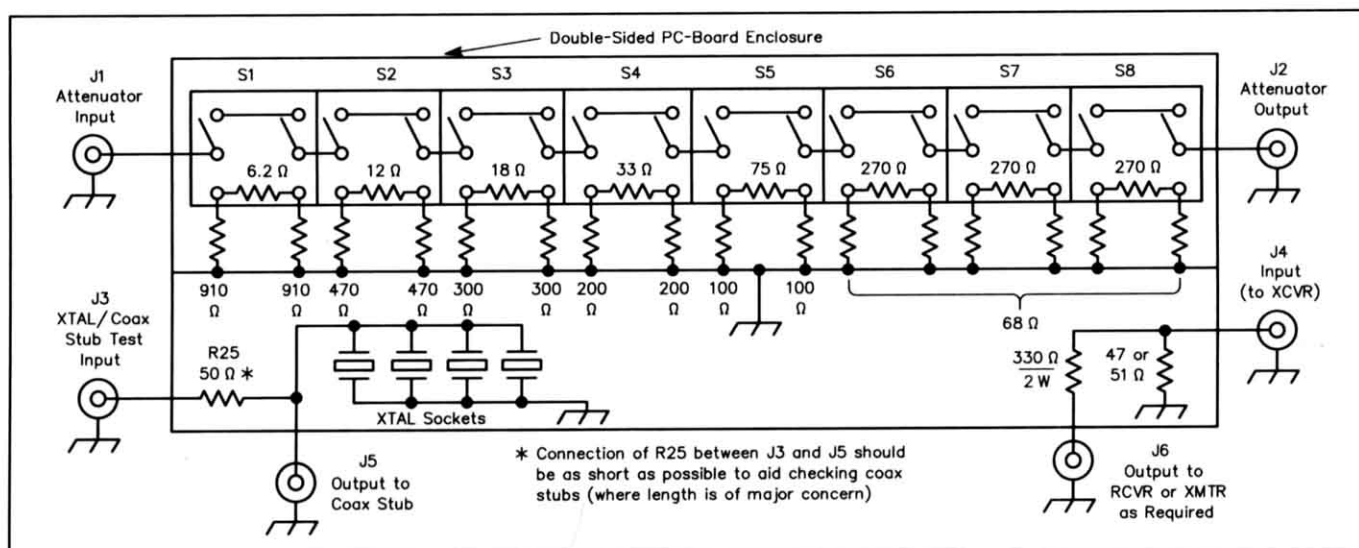 Double-Sided PC-Board Enclosure
J1
Attenuator
Input
S1
S2
S3
S4
S5
S6
S7
S8
J2
Attenuator
Output
6.2 Ω
12 Ω
18 Ω
33 Ω
75 Ω
270 Ω
270 Ω
270 Ω
910
Ω
910
Ω
470
Ω
470
Ω
300
Ω
300
Ω
200
Ω
200
Ω
100
Ω
100
Ω
68 Ω
J3
XTAL/Coax
Stub Test
Input
R25
50 Ω *
XTAL Sockets
J4
Input
(to XCVR)
330 Ω
2 W
47 or
51 Ω
J5
Output to
Coax Stub
* Connection of R25 between J3 and J5 should
be as short as possible to aid checking coax
stubs (where length is of major concern)
J6
Output to
RCVR or XMTR
as Required